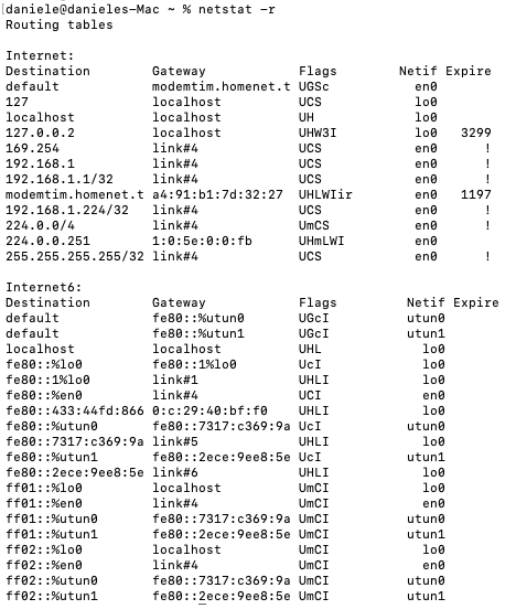 daniele@danieles-Mac ~ % netstat -r
Routing tables
Internet:
Destination Gateway Flags Netif Expire
default modemtim.homenet.t UGSc en0
127 localhost UCS lo0
localhost localhost UH lo0
127.0.0.2 localhost UHW3I lo0 3299
169.254 link#4 UCS en0 !
192.168.1 link#4 UCS en0 !
192.168.1.1/32 link#4 UCS en0 !
modemtim.homenet.t a4:91:b1:7d:32:27 UHLWIir en0 1197
192.168.1.224/32 link#4 UCS en0 !
224.0.0/4 link#4 UmCS en0 !
224.0.0.251 1:0:5e:0:0:fb UHmLWI en0
255.255.255.255/32 link#4 UCS en0 !
Internet6:
Destination Gateway Flags Netif Expire
default fe80::%utun0 UGcI utun0
default fe80::%utun1 UGcI utun1
localhost localhost UHL lo0
fe80::%lo0 fe80::1%lo0 UcI lo0
fe80::1%lo0 link#1 UHLI lo0
fe80::%en0 link#4 UCI en0
fe80::433:44fd:866 0:c:29:40:bf:f0 UHLI lo0
fe80::%utun0 fe80::7317:c369:9a UcI utun0
fe80::7317:c369:9a link#5 UHLI lo0
fe80::%utun1 fe80::2ece:9ee8:5e UcI utun1
fe80::2ece:9ee8:5e link#6 UHLI lo0
ff01::%lo0 localhost UmCI lo0
ff01::%en0 link#4 UmCI en0
ff01::%utun0 fe80::7317:c369:9a UmCI utun0
ff01::%utun1 fe80::2ece:9ee8:5e UmCI utun1
ff02::%lo0 localhost UmCI lo0
ff02::%en0 link#4 UmCI en0
ff02::%utun0 fe80::7317:c369:9a UmCI utun0
ff02::%utun1 fe80::2ece:9ee8:5e UmCI utun1